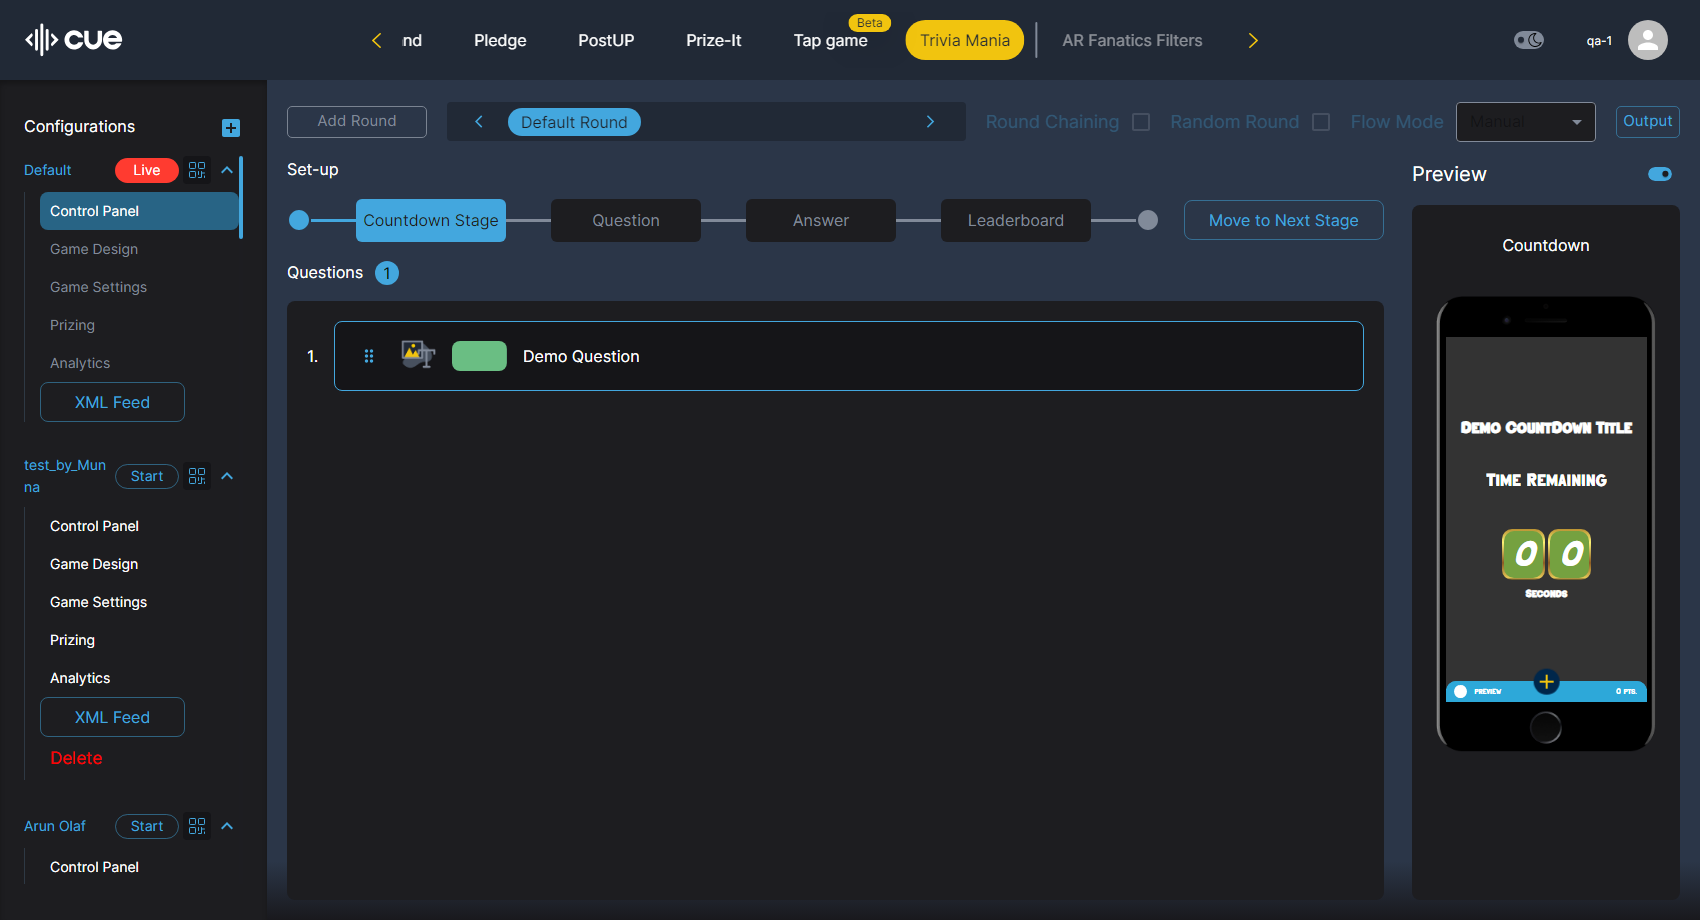 cue
nd
Pledge
PostUP
Prize-It
Tap game
Beta
Trivia Mania
AR Fanatics Filters
qa-1
Configurations
Default
Live
Control Panel
Game Design
Game Settings
Prizing
Analytics
XML Feed
test_by_Mun
na
Start
Control Panel
Game Design
Game Settings
Prizing
Analytics
XML Feed
Delete
Arun Olaf
Start
Control Panel
Add Round
Default Round
Round Chaining
Random Round
Flow Mode
Manual
Output
Set-up
Countdown Stage
Question
Answer
Leaderboard
Move to Next Stage
Questions 1
1.
Demo Question
Preview
Countdown
Demo CountDown Title
Time Remaining
0 0
Seconds
PREVIEW
0 PTS.